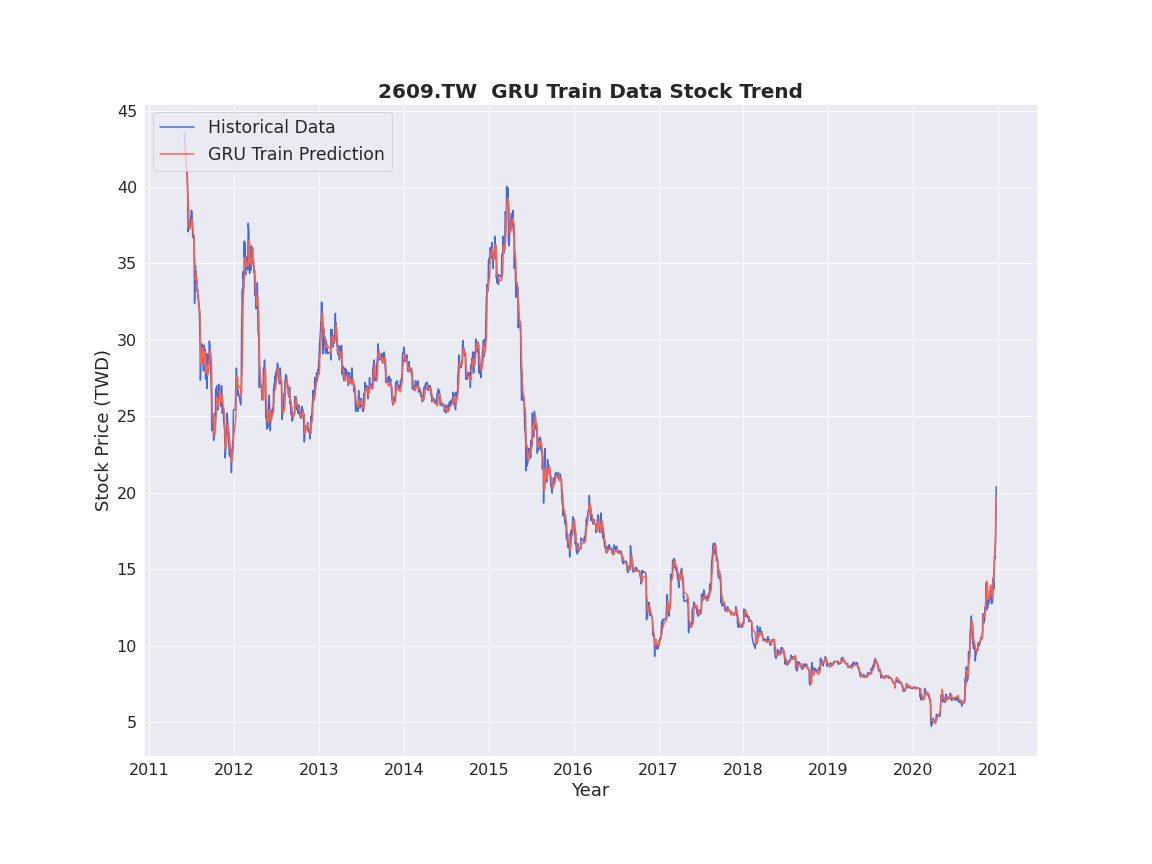 2609.TW  GRU Train Data Stock Trend
Historical Data
GRU Train Prediction
Stock Price (TWD)
45
40
35
30
25
20
15
10
5
2011 2012 2013 2014 2015 2016 2017 2018 2019 2020 2021
Year